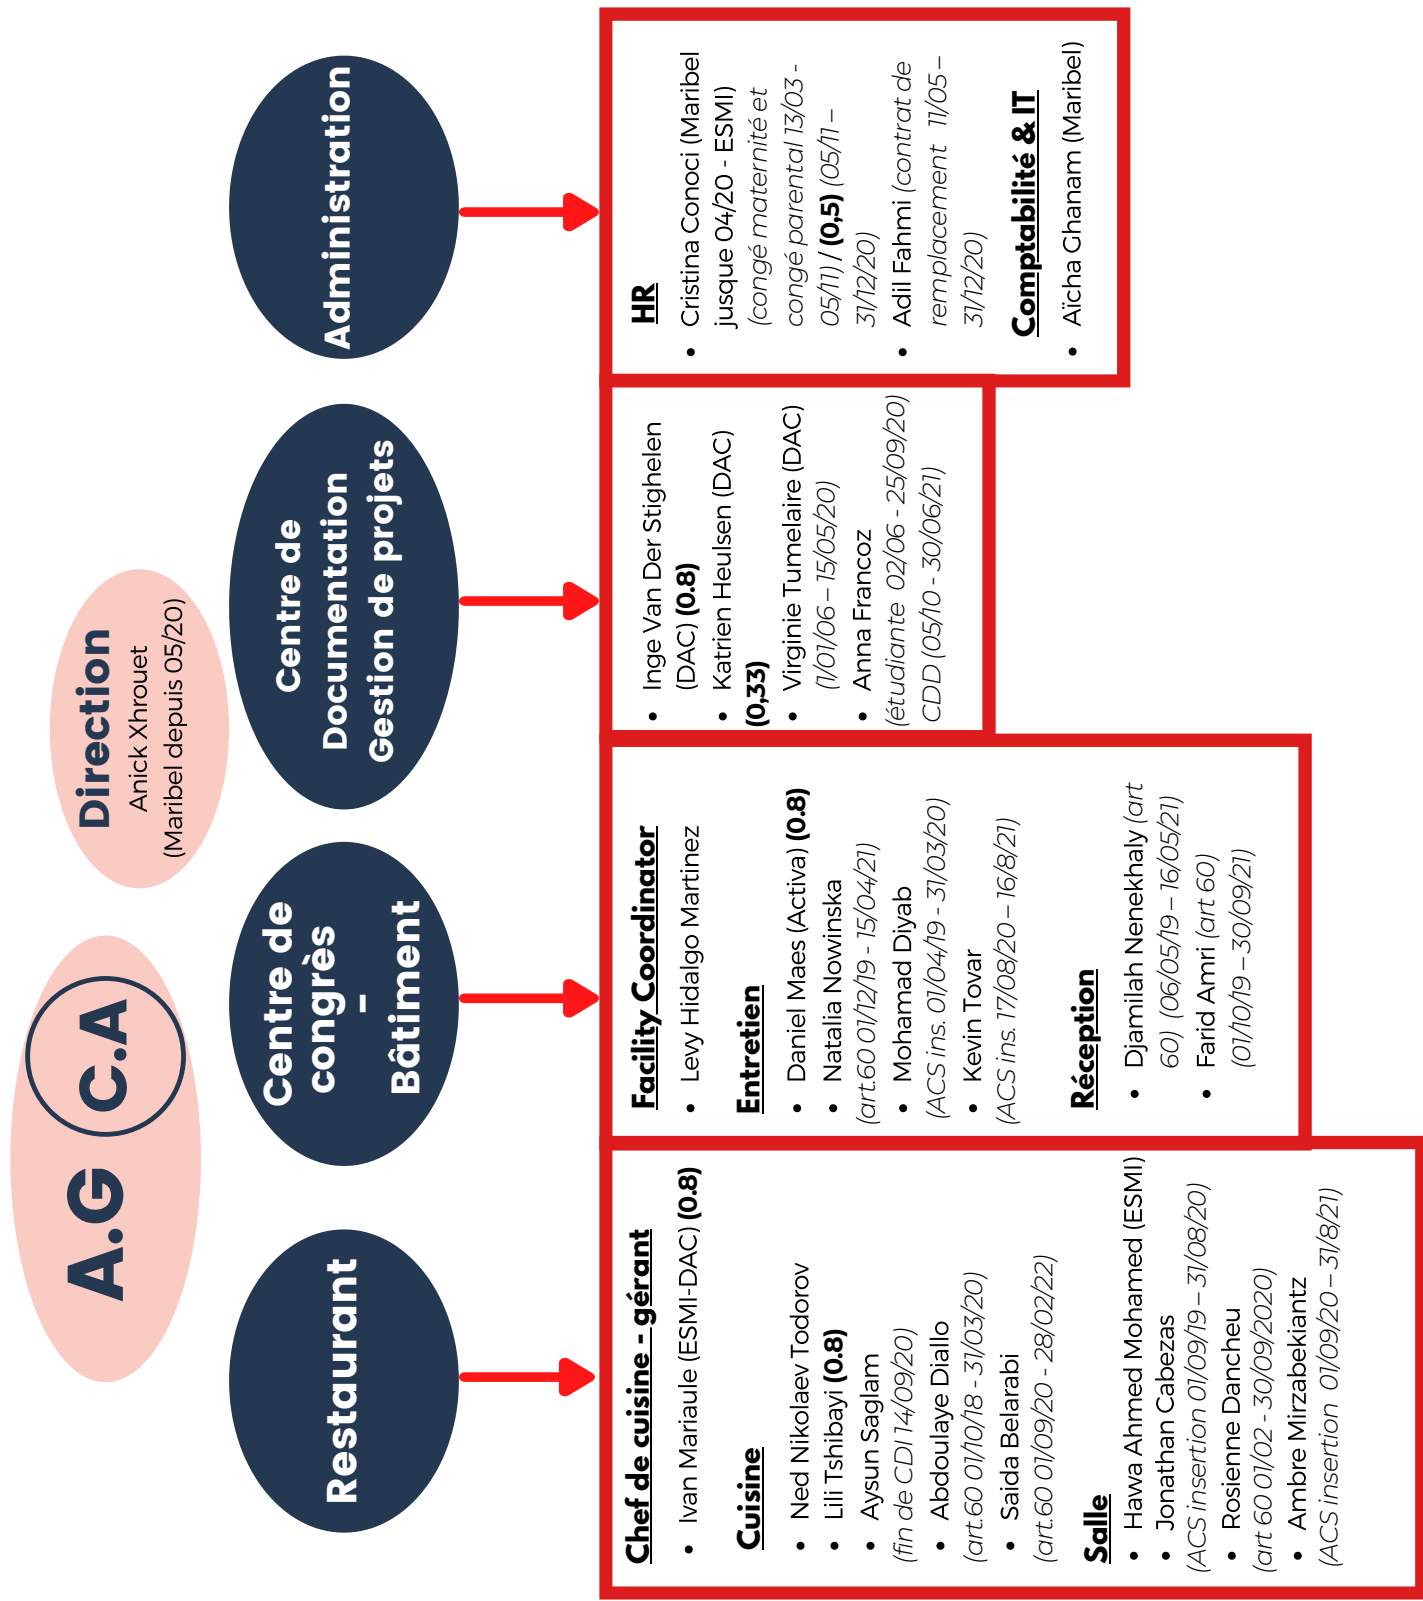 A.G
C.A
Direction
Anick Xhrouet
(Maribel depuis 05/20)
Restaurant
Centre de
congrès
–
Bâtiment
Centre de
Documentation
Gestion de projets
Administration
Chef de cuisine - gérant
• Ivan Mariaule (ESMI-DAC) (0.8)
Cuisine
• Ned Nikolaev Todorov
• Lili Tshibayi (0.8)
• Aysun Saglam
(fin de CDI 14/09/20)
• Abdoulaye Diallo
(art.60 01/10/18 - 31/03/20)
• Saida Belarabi
(art.60 01/09/20 - 28/02/22)
Salle
• Hawa Ahmed Mohamed (ESMI)
• Jonathan Cabezas
(ACS insertion 01/09/19 – 31/08/20)
• Rosienne Dancheu
(art 60 01/02 - 30/09/2020)
• Ambre Mirzabekiantz
(ACS insertion 01/09/20 – 31/8/21)
Facility Coordinator
• Levy Hidalgo Martinez
Entretien
• Daniel Maes (Activa) (0.8)
• Natalia Nowinska
(art.60 01/12/19 - 15/04/21)
• Mohamad Diyab
(ACS ins. 01/04/19 - 31/03/20)
• Kevin Tovar
(ACS ins. 17/08/20 – 16/8/21)
Réception
• Djamilah Nenekhaly (art
60) (06/05/19 – 16/05/21)
• Farid Amri (art 60)
(01/10/19 – 30/09/21)
• Inge Van Der Stighelen
(DAC) (0.8)
• Katrien Heulsen (DAC)
(0,33)
• Virginie Tumelaire (DAC)
(1/01/06 – 15/05/20)
• Anna Francoz
(étudiante 02/06 - 25/09/20)
CDD (05/10 - 30/06/21)
HR
• Cristina Conoci (Maribel
jusque 04/20 - ESMI)
(congé maternité et
congé parental 13/03 -
05/11) / (0,5) (05/11 –
31/12/20)
• Adil Fahmi (contrat de
remplacement 11/05 –
31/12/20)
Comptabilité & IT
• Aïcha Ghanam (Maribel)